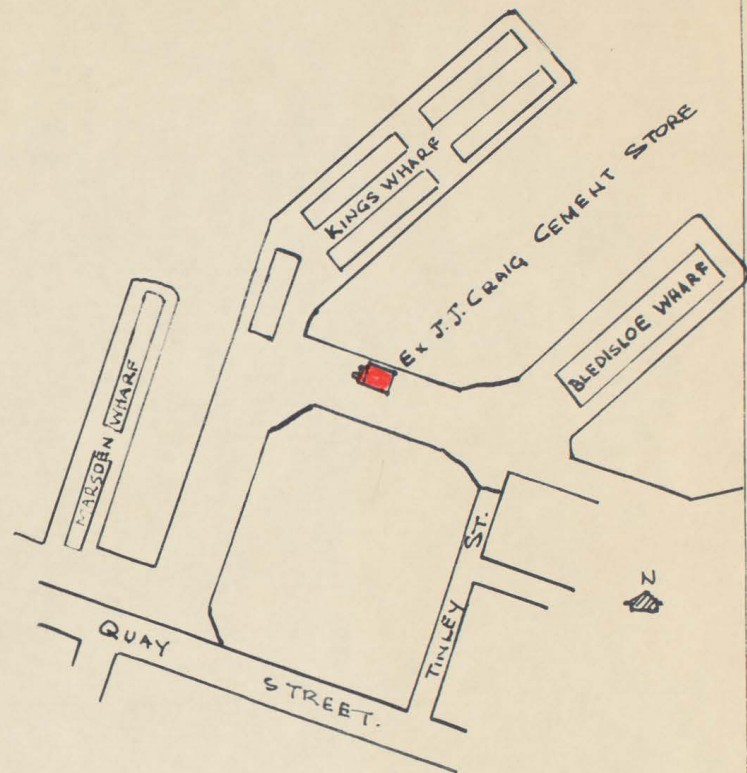 KINGS WHARF
Ex J.J. CRAIG CEMENT STORE
BLEDISLOE WHARF
MARSDEN WHARF
TINLEY ST.
N
QUAY STREET.